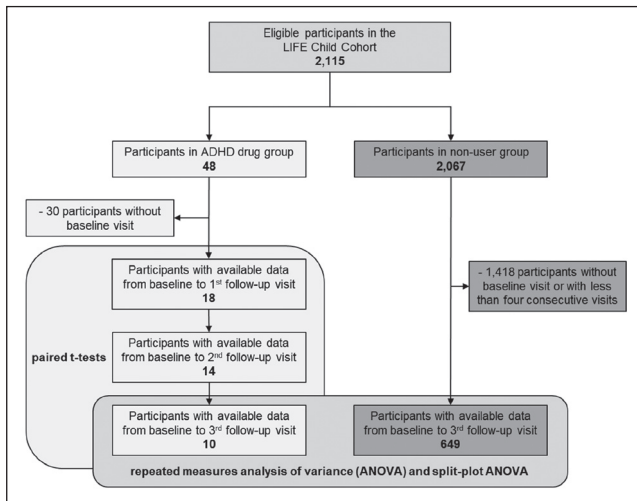 Eligible participants in the
LIFE Child Cohort
2,115
Participants in ADHD drug group
48
Participants in non-user group
2,067
- 30 participants without
baseline visit
Participants with available data
from baseline to 1st follow-up visit
18
- 1,418 participants without
baseline visit or with less
than four consecutive visits
paired t-tests
Participants with available data
from baseline to 2nd follow-up visit
14
Participants with available data
from baseline to 3rd follow-up visit
10
Participants with available data
from baseline to 3rd follow-up visit
649
repeated measures analysis of variance (ANOVA) and split-plot ANOVA